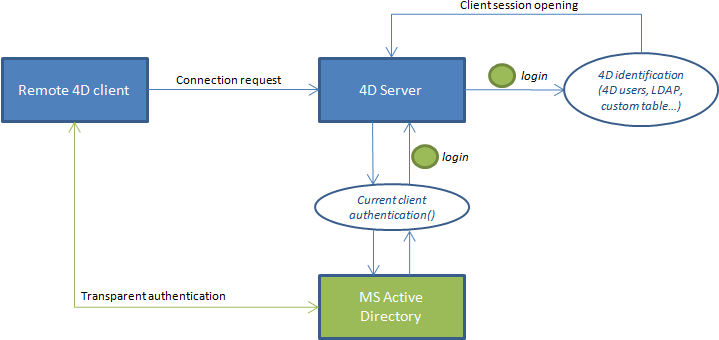 Client session opening
Remote 4D client
Connection request
4D Server
login
4D identification
(4D users, LDAP,
custom table...)
login
Current client
authentication()
Transparent authentication
MS Active
Directory